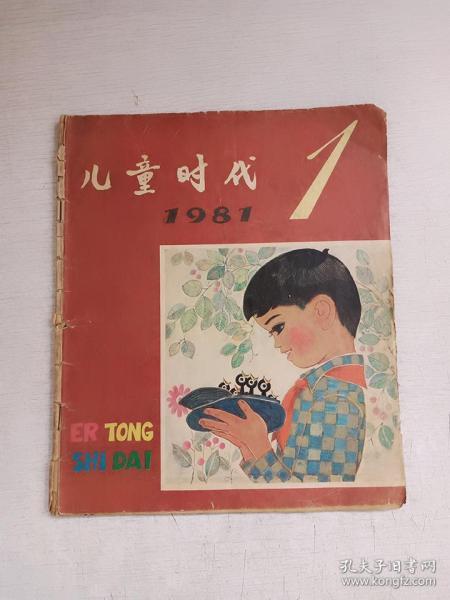 儿童时代
1
1981
ER TONG
SHI DAI
孔夫子旧书网
www.kongfz.com